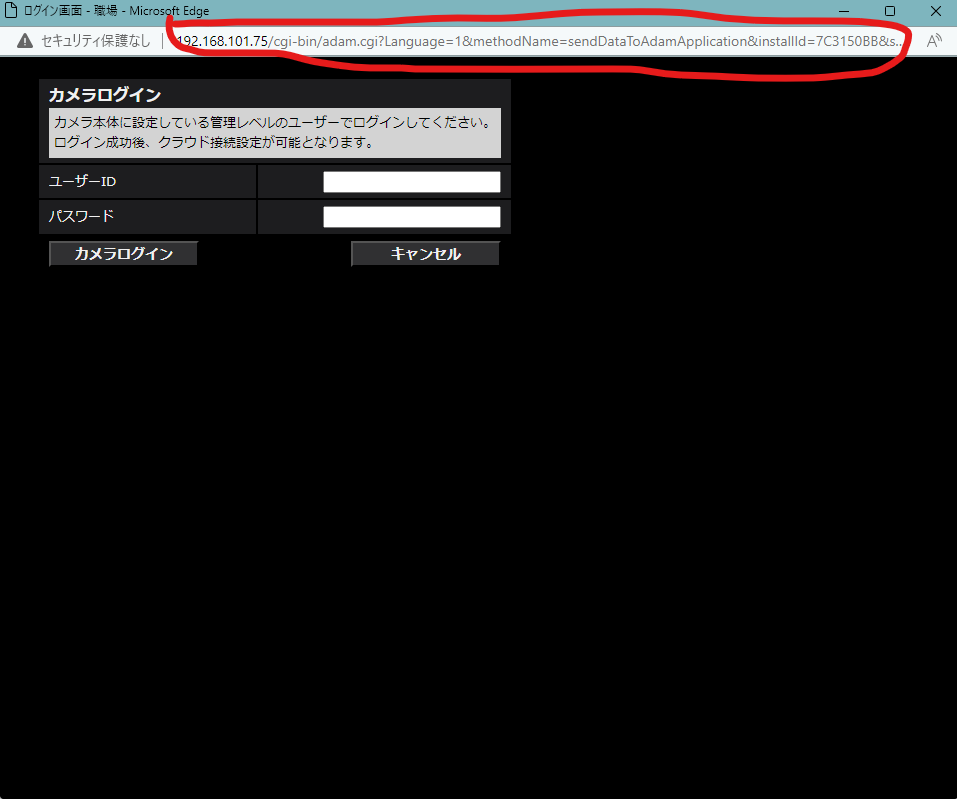 ログイン画面 - 職場 - Microsoft Edge
セキュリティ保護なし | 192.168.101.75/cgi-bin/adam.cgi?Language=1&methodName=sendDataToAdamApplication&installId=7C3150BB&s...
カメラログイン
カメラ本体に設定している管理レベルのユーザーでログインしてください。
ログイン成功後、クラウド接続設定が可能となります。
ユーザーID
パスワード
カメラログイン キャンセル